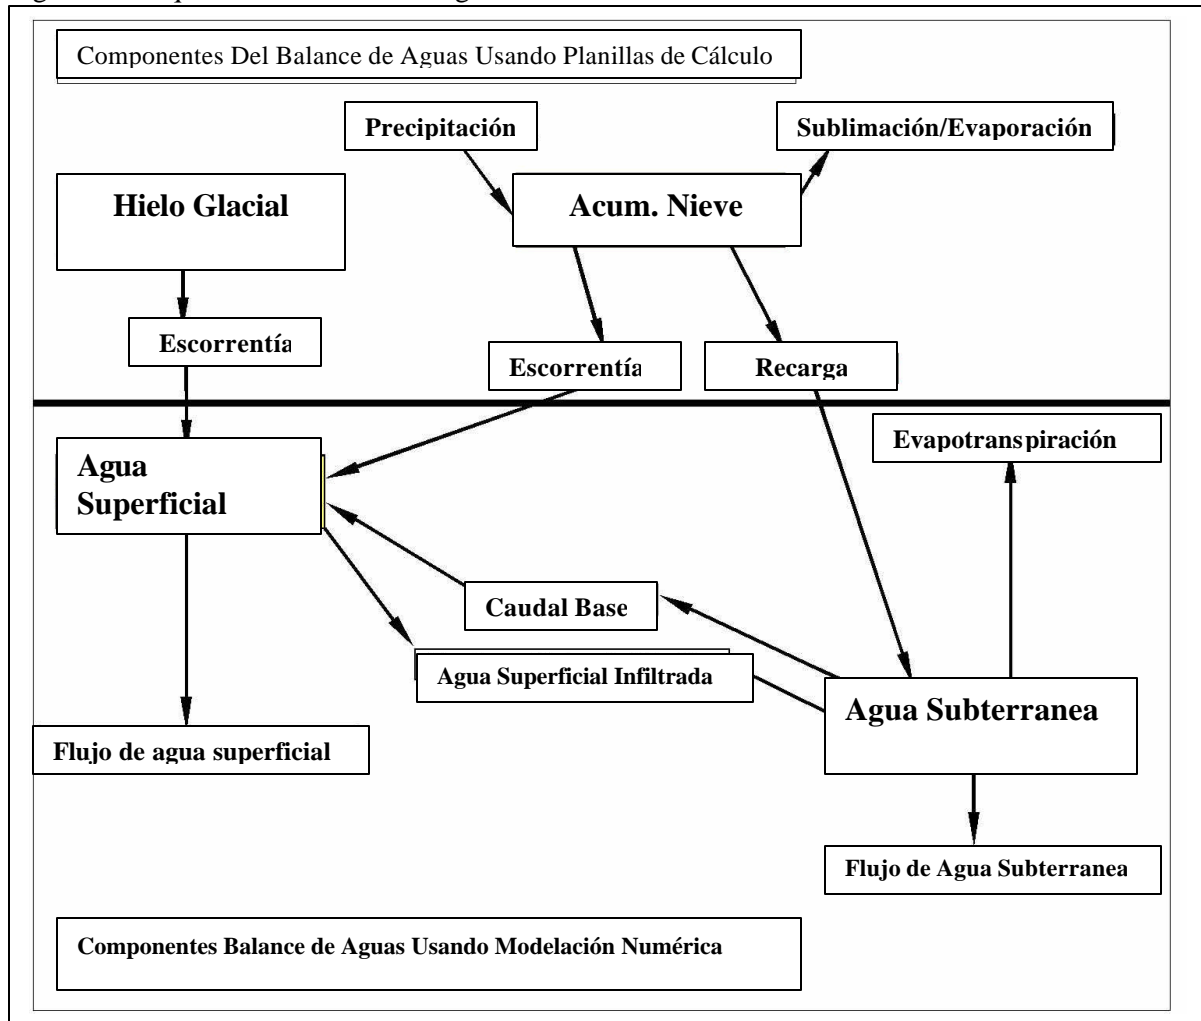 Componentes Del Balance de Aguas Usando Planillas de Cálculo
Precipitación
Sublimación/Evaporación
Hielo Glacial
Acum. Nieve
Escorrentía
Escorrentía
Recarga
Evapotranspiración
Agua
Superficial
Caudal Base
Agua Superficial Infiltrada
Agua Subterranea
Flujo de agua superficial
Flujo de Agua Subterranea
Componentes Balance de Aguas Usando Modelación Numérica